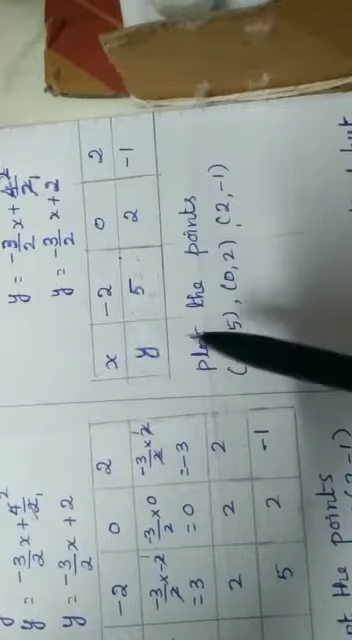 y = -3/2 x + 4/2
y = -3/2 x + 2
x -2 0 2
y 5 2 -1
the points
5), (0,2), (2,-1)
y = -3/2 x + 4/2
y = -3/2 x + 2
-2 0 2
-3/2 x -2 = 3 -3/2 x 0 = 0 -3/2 x 2 = -3
2 2 2
5 2 -1
the points